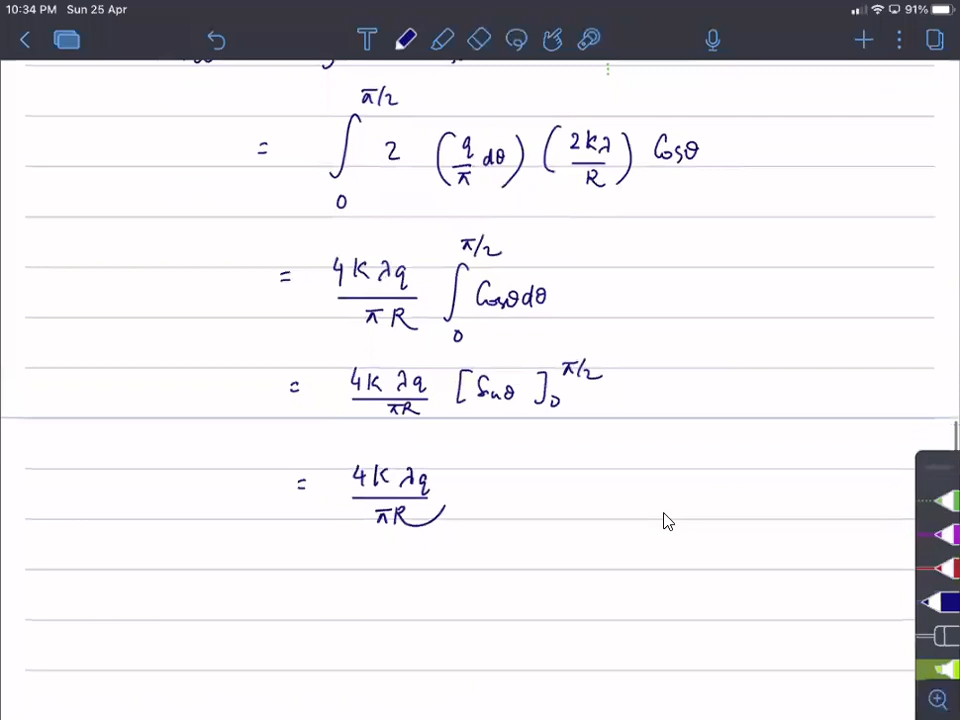 10:34 PM Sun 25 Apr 91%
= ∫₀^{π/2} 2 (q/π dθ) (2kλ/R) Cosθ
= 4Kλq/πR ∫₀^{π/2} Cosθdθ
= 4Kλq/πR [Sinθ]₀^{π/2}
= 4Kλq/πR